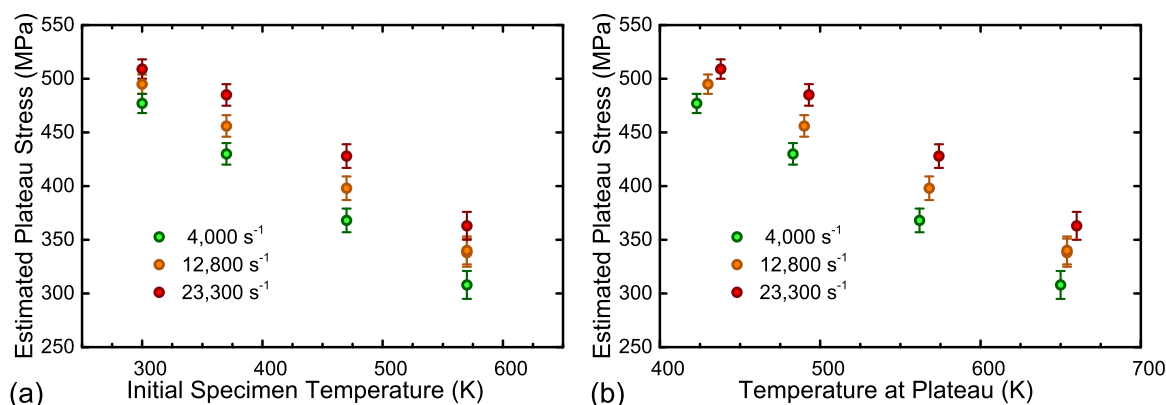 Estimated Plateau Stress (MPa)
550
500
450
400
350
300
250
4,000 s⁻¹
12,800 s⁻¹
23,300 s⁻¹
300
400
500
600
Initial Specimen Temperature (K)
(a)
Estimated Plateau Stress (MPa)
550
500
450
400
350
300
250
4,000 s⁻¹
12,800 s⁻¹
23,300 s⁻¹
400
500
600
700
Temperature at Plateau (K)
(b)